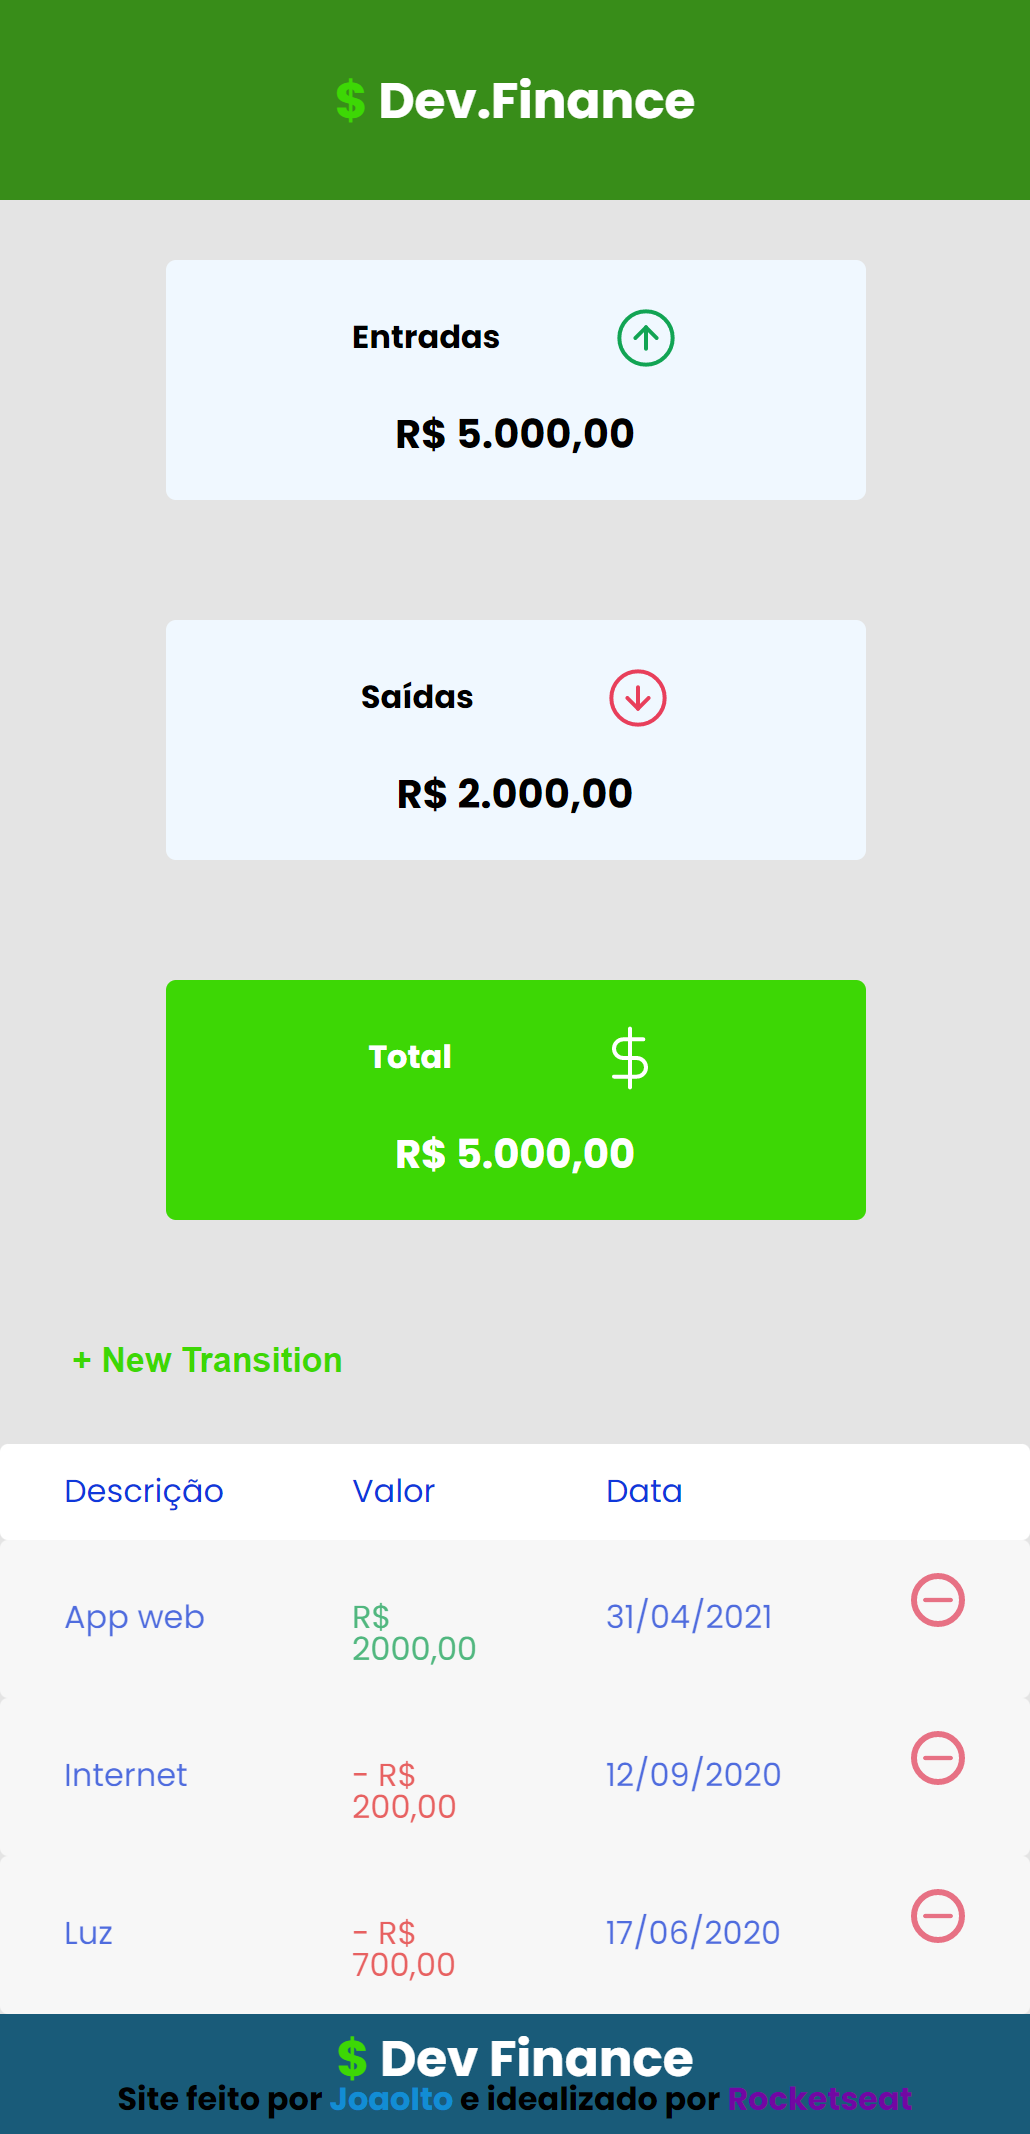 $ Dev.Finance
Entradas
R$ 5.000,00
Saídas
R$ 2.000,00
Total
$
R$ 5.000,00
+ New Transition
Descrição Valor Data
App web R$ 2000,00 31/04/2021
Internet - R$ 200,00 12/09/2020
Luz - R$ 700,00 17/06/2020
$ Dev Finance
Site feito por JoaoIto e idealizado por Rocketseat